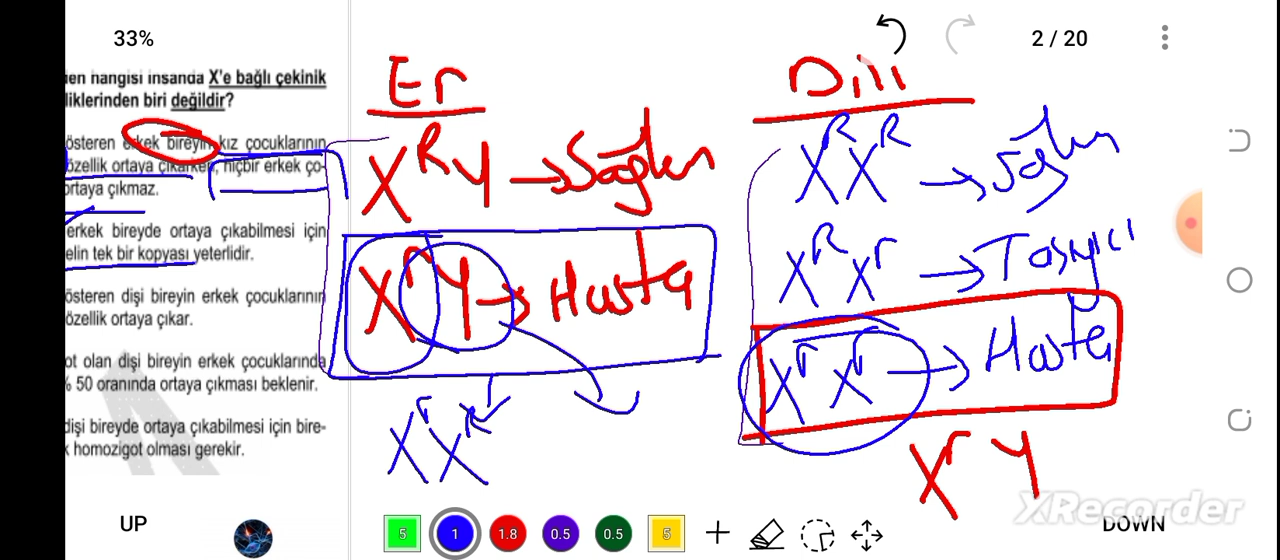 33%
2 / 20
en hangisi insanda X'e bağlı çekinik
liklerinden biri değildir?
österen erkek bireyin kız çocuklarının
özellik ortaya çıkarken, hiçbir erkek ço-
ortaya çıkmaz.
erkek bireyde ortaya çıkabilmesi için
elin tek bir kopyası yeterlidir.
österen dişi bireyin erkek çocuklarının
özellik ortaya çıkar.
ot olan dişi bireyin erkek çocuklarında
% 50 oranında ortaya çıkması beklenir.
dişi bireyde ortaya çıkabilmesi için bire-
k homozigot olması gerekir.
Er
X^R Y → Sağlam
X^r Y → Hasta
X^r X
X^R X^R → Sağlam
X^R X^r → Taşıyıcı
X^r X^r → Hasta
X^r Y
UP
5
1
1.8
0.5
0.5
5
XRecorder
DOWN